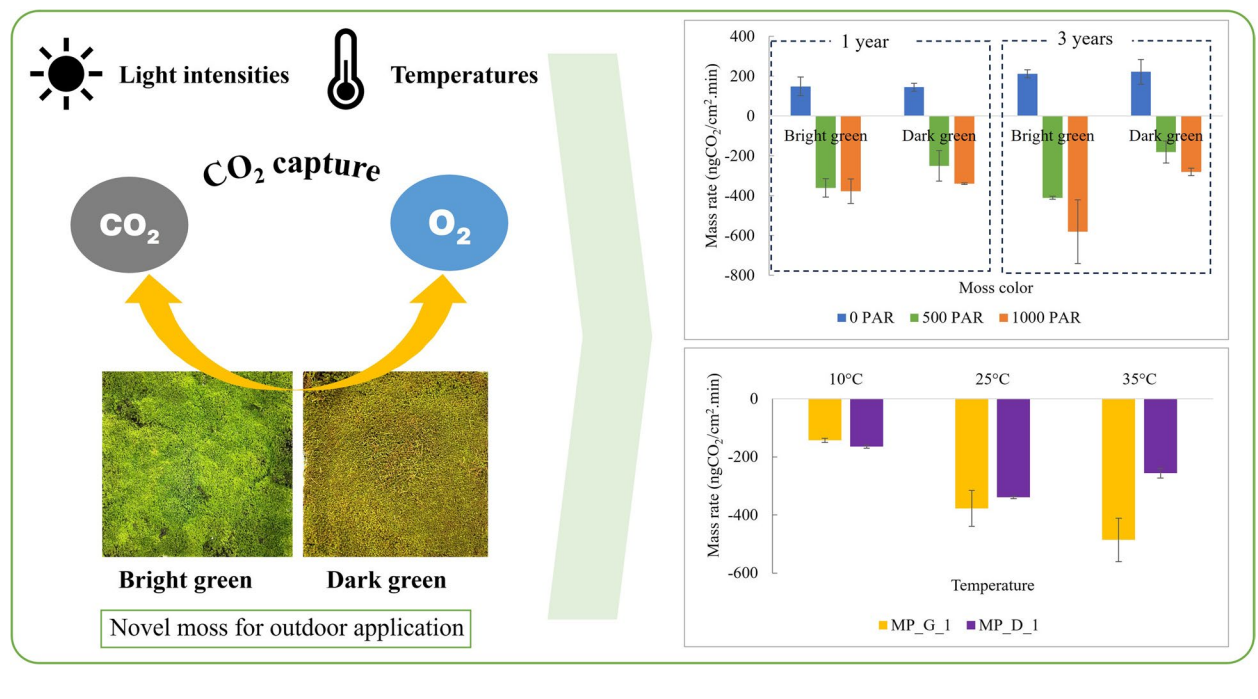 Light intensities
Temperatures
CO₂ capture
CO₂
O₂
Bright green
Dark green
Novel moss for outdoor application
1 year
3 years
400
200
0
-200
-400
-600
-800
Mass rate (ngCO₂/cm².min)
Bright green
Dark green
Bright green
Dark green
Moss color
0 PAR
500 PAR
1000 PAR
10°C
25°C
35°C
0
-200
-400
-600
Mass rate (ngCO₂/cm².min)
Temperature
MP_G_1
MP_D_1